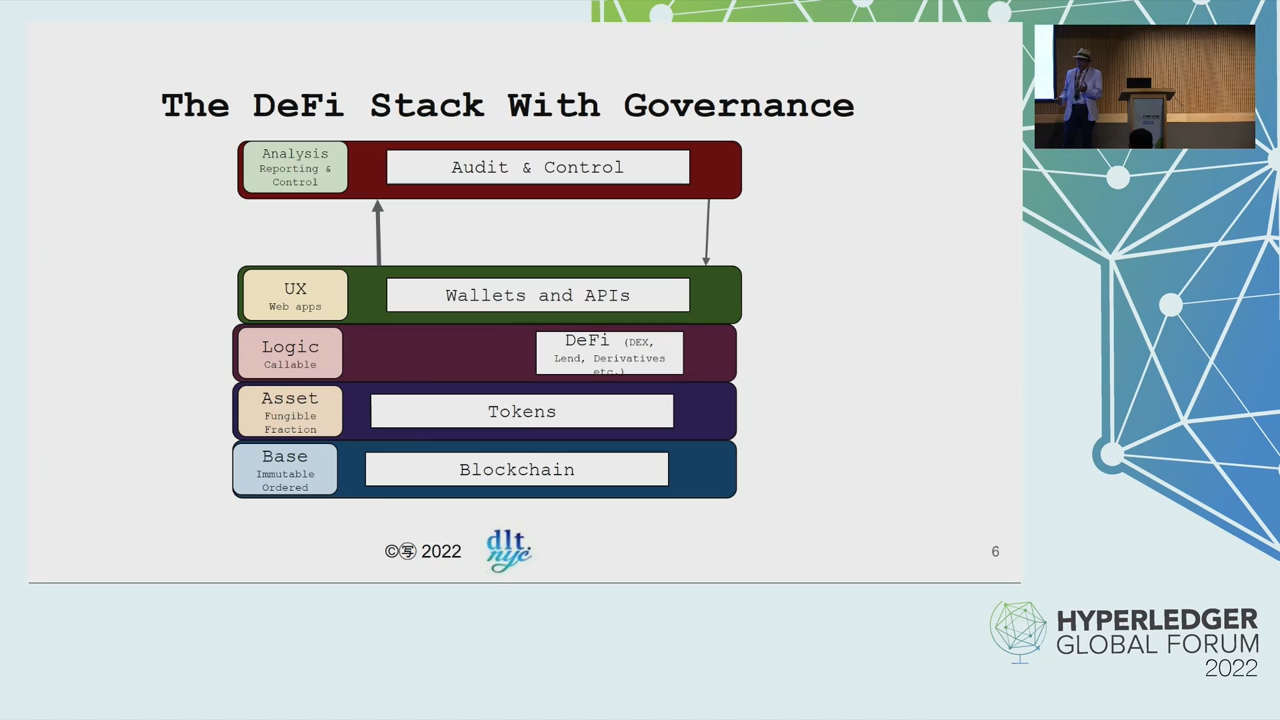 The DeFi Stack With Governance
Analysis
Reporting &
Control
Audit & Control
UX
Web apps
Wallets and APIs
Logic
Callable
DeFi (DEX,
Lend, Derivatives
etc.)
Asset
Fungible
Fraction
Tokens
Base
Immutable
Ordered
Blockchain
©㊢ 2022
dlt.
nyc
6
HYPERLEDGER
GLOBAL FORUM
2022